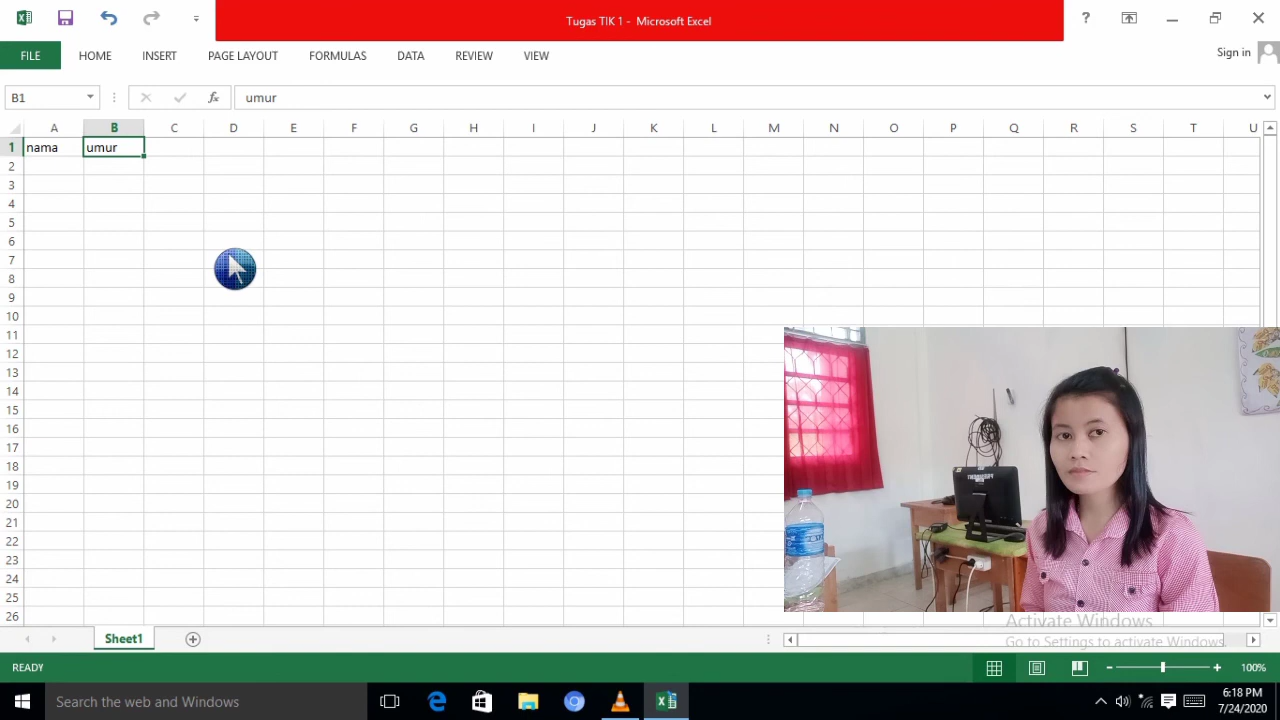 Tugas TIK 1 - Microsoft Excel
?
FILE HOME INSERT PAGE LAYOUT FORMULAS DATA REVIEW VIEW
Sign in
B1 fx umur
A B C D E F G H I J K L M N O P Q R S T U
1 nama umur
2
3
4
5
6
7
8
9
10
11
12
13
14
15
16
17
18
19
20
21
22
23
24
25
26
Activate Windows
Go to Settings to activate Windows.
Sheet1
READY
100%
Search the web and Windows
6:18 PM
7/24/2020